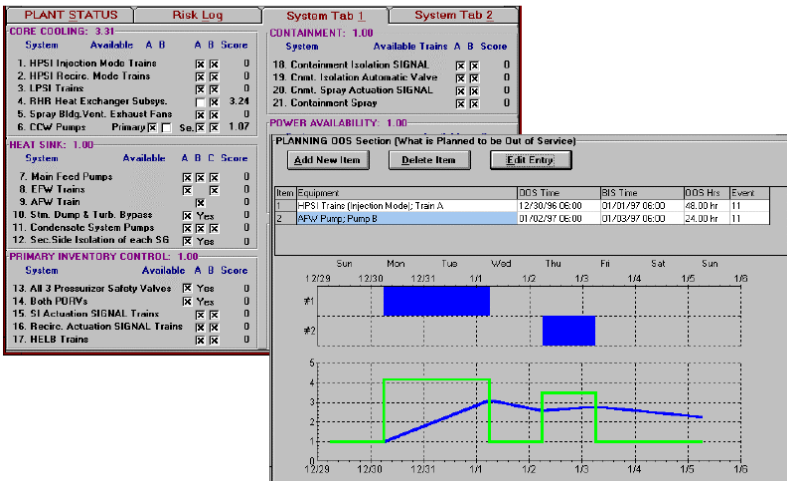 PLANT STATUS Risk Log System Tab 1 System Tab 2
CORE COOLING: 3.31
System Available A B A B Score
1. HPSI Injection Mode Trains 0
2. HPSI Recirc. Mode Trains 0
3. LPSI Trains 0
4. RHR Heat Exchanger Subsys. 3.24
5. Spray Bldg.Vent. Exhaust Fans 0
6. CCW Pumps Primary Se. 1.07
HEAT SINK: 1.00
System Available A B C Score
7. Main Feed Pumps 0
8. EFW Trains 0
9. AFW Train 0
10. Stm. Dump & Turb. Bypass Yes 0
11. Condensate System Pumps 0
12. Sec.Side Isolation of each SG Yes 0
PRIMARY INVENTORY CONTROL: 1.00
System Available A B Score
13. All 3 Pressurizer Safety Valves Yes 0
14. Both PORVs Yes 0
15. SI Actuation SIGNAL Trains 0
16. Recirc. Actuation SIGNAL Trains 0
17. HELB Trains 0
CONTAINMENT: 1.00
System Available Trains A B Score
18. Containment Isolation SIGNAL 0
19. Cnmt. Isolation Automatic Valve 0
20. Cnmt. Spray Actuation SIGNAL 0
21. Containment Spray 0
POWER AVAILABILITY: 1.00
PLANNING OOS Section (What is Planned to be Out of Service)
Add New Item Delete Item Edit Entry
Item Equipment OOS Time BIS Time OOS Hrs Event
1 HPSI Trains (Injection Mode); Train A 12/30/96 06:00 01/01/97 06:00 48.00 hr 11
2 AFW Pump; Pump B 01/02/97 06:00 01/03/97 06:00 24.00 hr 11
Sun Mon Tue Wed Thu Fri Sat Sun
12/29 12/30 12/31 1/1 1/2 1/3 1/4 1/5 1/6
#1
#2
5
4
3
2
1
0
12/29 12/30 12/31 1/1 1/2 1/3 1/4 1/5 1/6